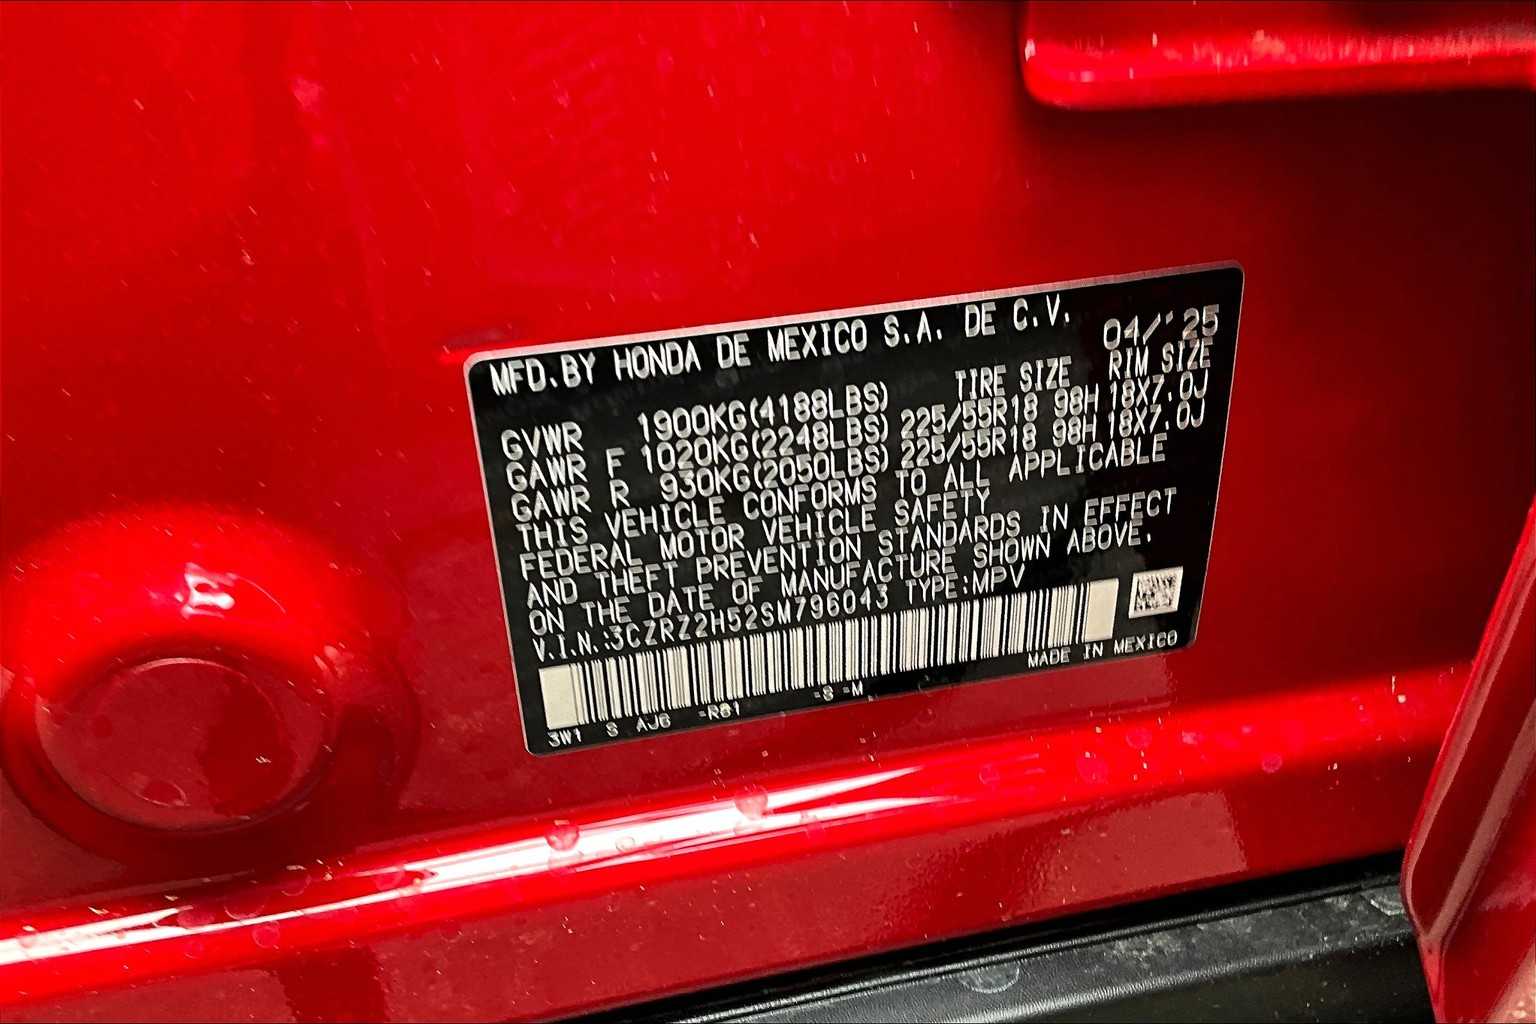 MFD.BY HONDA DE MEXICO S.A. DE C.V.
04/'25
TIRE SIZE RIM SIZE
GVWR 1900KG(4188LBS)
GAWR F 1020KG(2248LBS) 225/55R18 98H 18X7.0J
GAWR R 930KG(2050LBS) 225/55R18 98H 18X7.0J
THIS VEHICLE CONFORMS TO ALL APPLICABLE
FEDERAL MOTOR VEHICLE SAFETY
AND THEFT PREVENTION STANDARDS IN EFFECT
ON THE DATE OF MANUFACTURE SHOWN ABOVE.
V.I.N.:3CZRZ2H52SM796043 TYPE:MPV
MADE IN MEXICO
3W1 S AJ6 -R81 -S -M